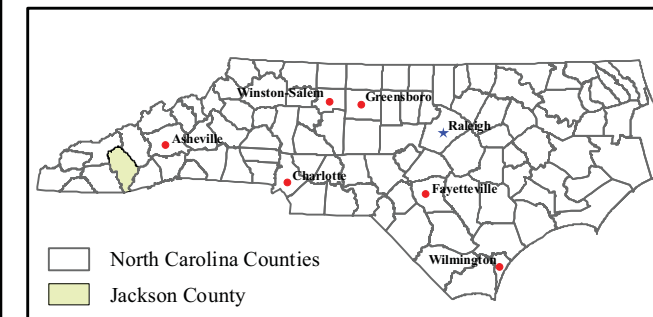 Winston-Salem
Greensboro
Raleigh
Asheville
Charlotte
Fayetteville
Wilmington
North Carolina Counties
Jackson County